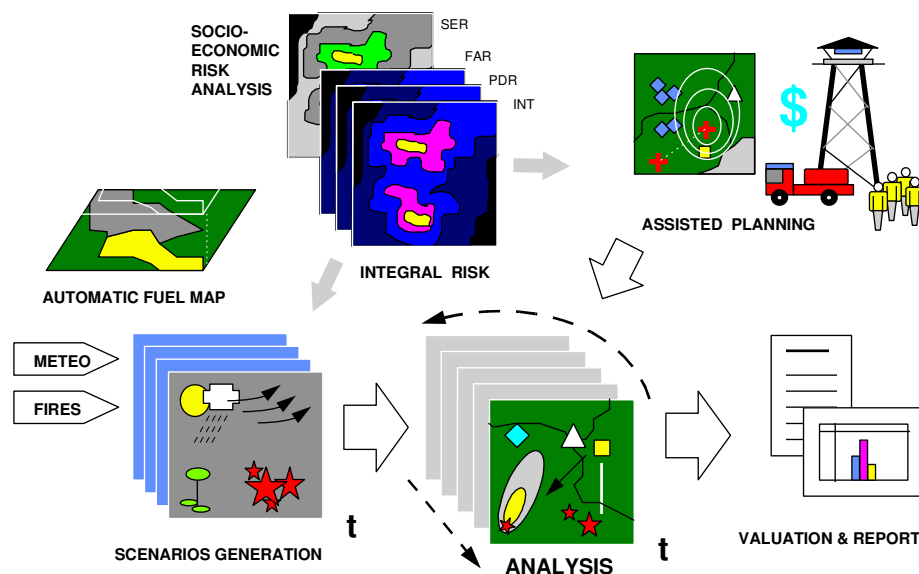 SOCIO-
ECONOMIC
RISK
ANALYSIS
SER
FAR
PDR
INT
$
ASSISTED PLANNING
INTEGRAL RISK
AUTOMATIC FUEL MAP
METEO
FIRES
t
SCENARIOS GENERATION
t
ANALYSIS
VALUATION & REPORT